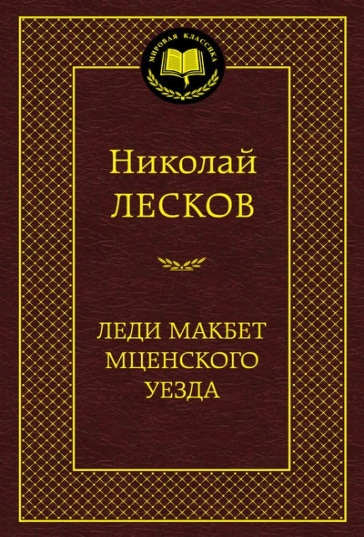 МИРОВАЯ КЛАССИКА
Николай
ЛЕСКОВ
ЛЕДИ МАКБЕТ
МЦЕНСКОГО
УЕЗДА